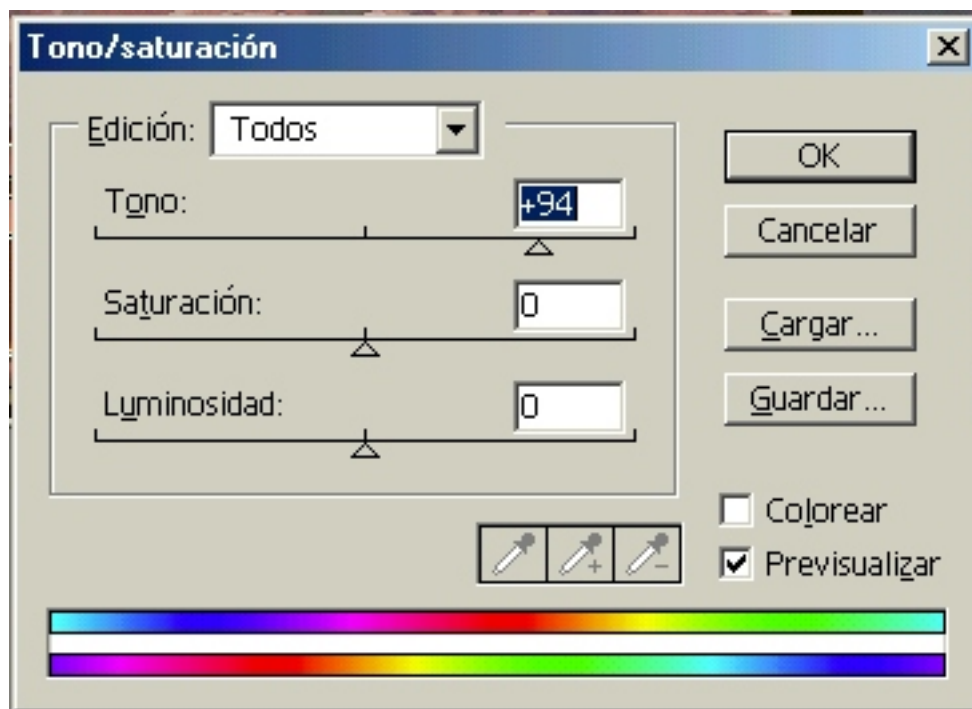 Tono/saturación
Edición: Todos
OK
Tono: +94
Cancelar
Saturación: 0
Cargar...
Luminosidad: 0
Guardar...
Colorear
Previsualizar